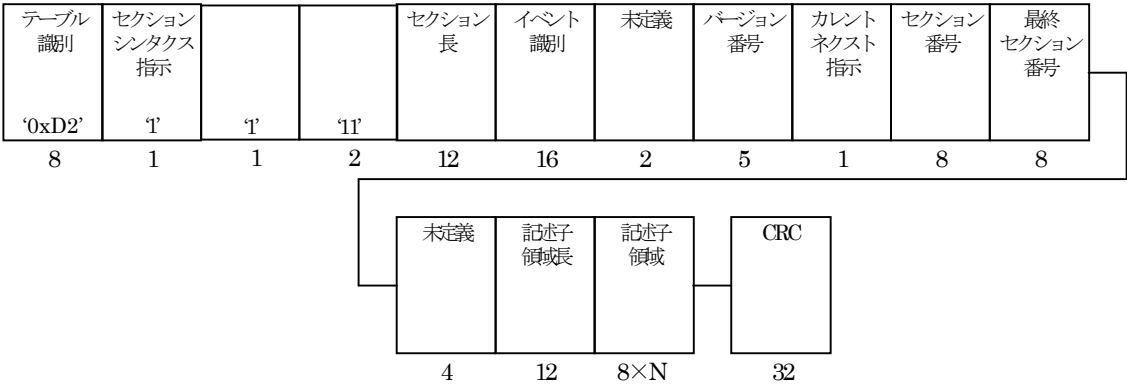 テーブル
識別
'0xD2'
8
セクション
シンタクス
指示
'1'
1
'1'
1
'11'
2
セクション
長
12
イベント
識別
16
未定義
2
バージョン
番号
5
カレント
ネクスト
指示
1
セクション
番号
8
最終
セクション
番号
8
未定義
4
記述子
領域長
12
記述子
領域
8×N
CRC
32